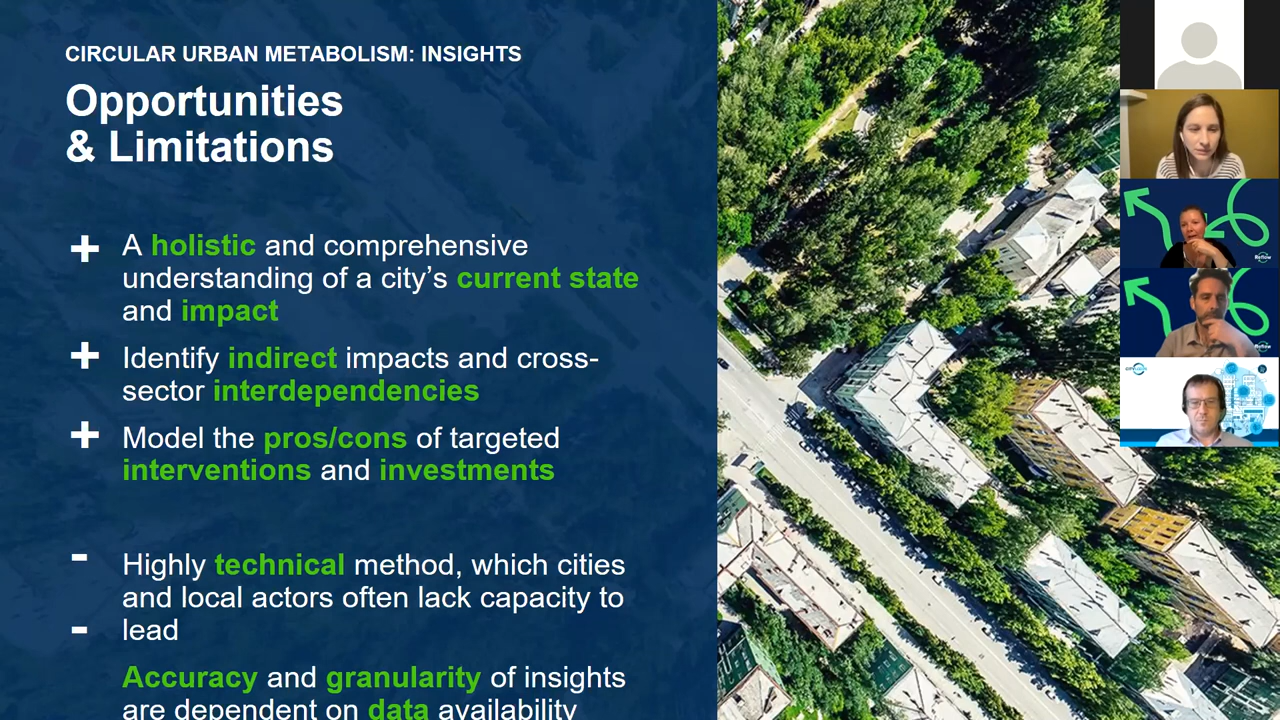 CIRCULAR URBAN METABOLISM: INSIGHTS
Opportunities
& Limitations
+ A holistic and comprehensive
understanding of a city’s current state
and impact
+ Identify indirect impacts and cross-
sector interdependencies
+ Model the pros/cons of targeted
interventions and investments
- Highly technical method, which cities
and local actors often lack capacity to
- lead
Accuracy and granularity of insights
are dependent on data availability
Reflow
Reflow